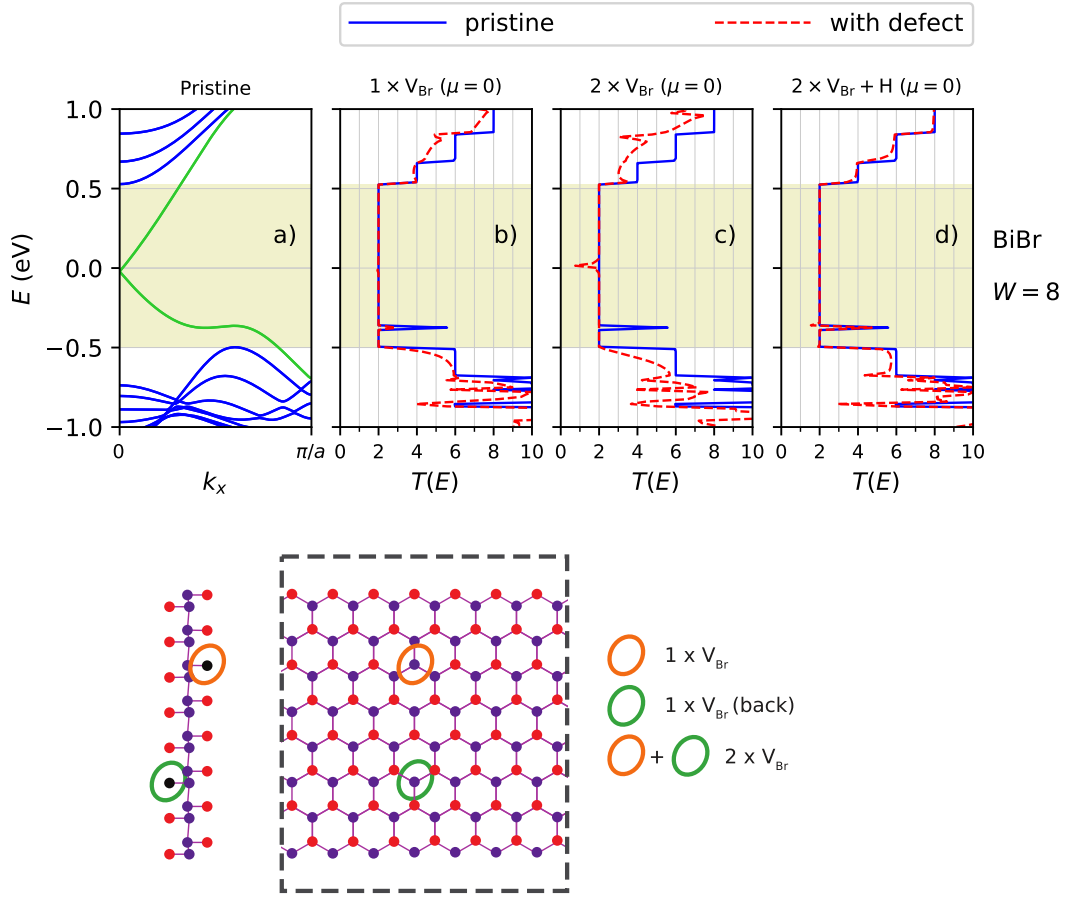 pristine with defect
Pristine
1 × V_Br (μ = 0)
2 × V_Br (μ = 0)
2 × V_Br + H (μ = 0)
E (eV)
1.0
0.5
0.0
−0.5
−1.0
a)
b)
c)
d)
BiBr
W = 8
0 π/a
0 2 4 6 8 10
0 2 4 6 8 10
0 2 4 6 8 10
k_x
T(E)
T(E)
T(E)
1 x V_Br
1 x V_Br (back)
+ 2 x V_Br